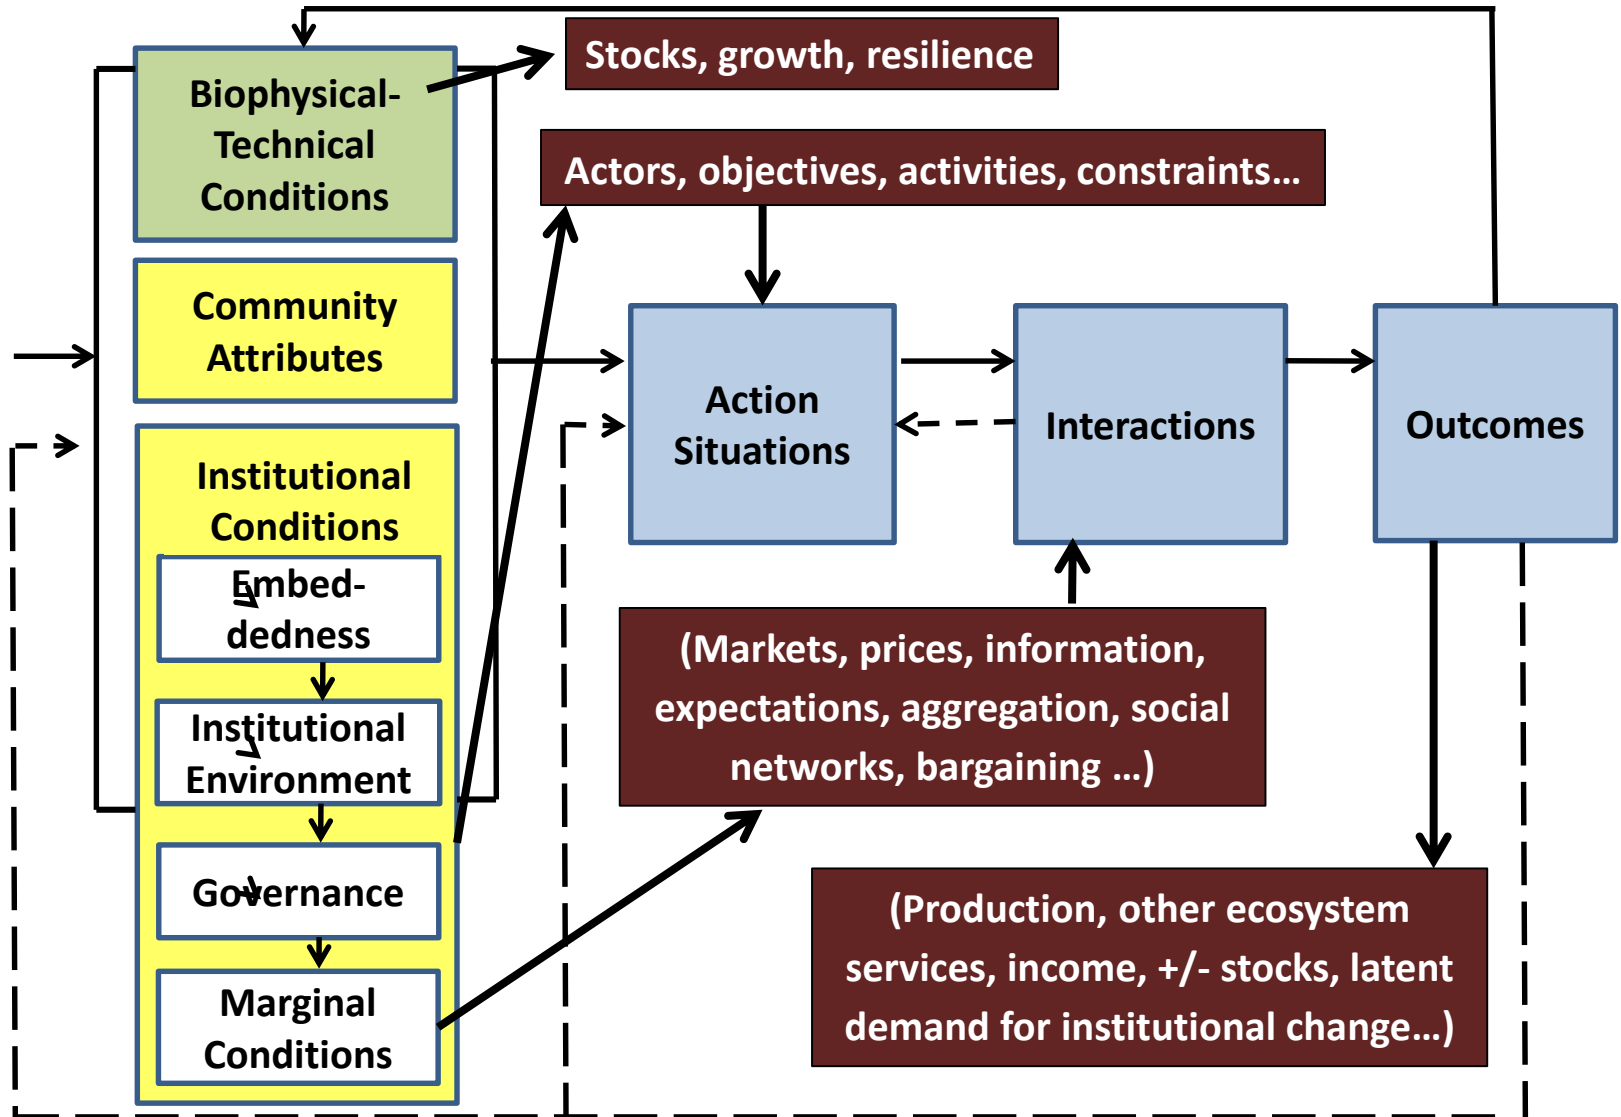 Stocks, growth, resilience
Biophysical-
Technical
Conditions
Actors, objectives, activities, constraints…
Community
Attributes
Action
Situations
Interactions
Outcomes
Institutional
Conditions
Embed-
dedness
Institutional
Environment
Governance
Marginal
Conditions
(Markets, prices, information,
expectations, aggregation, social
networks, bargaining …)
(Production, other ecosystem
services, income, +/- stocks, latent
demand for institutional change…)